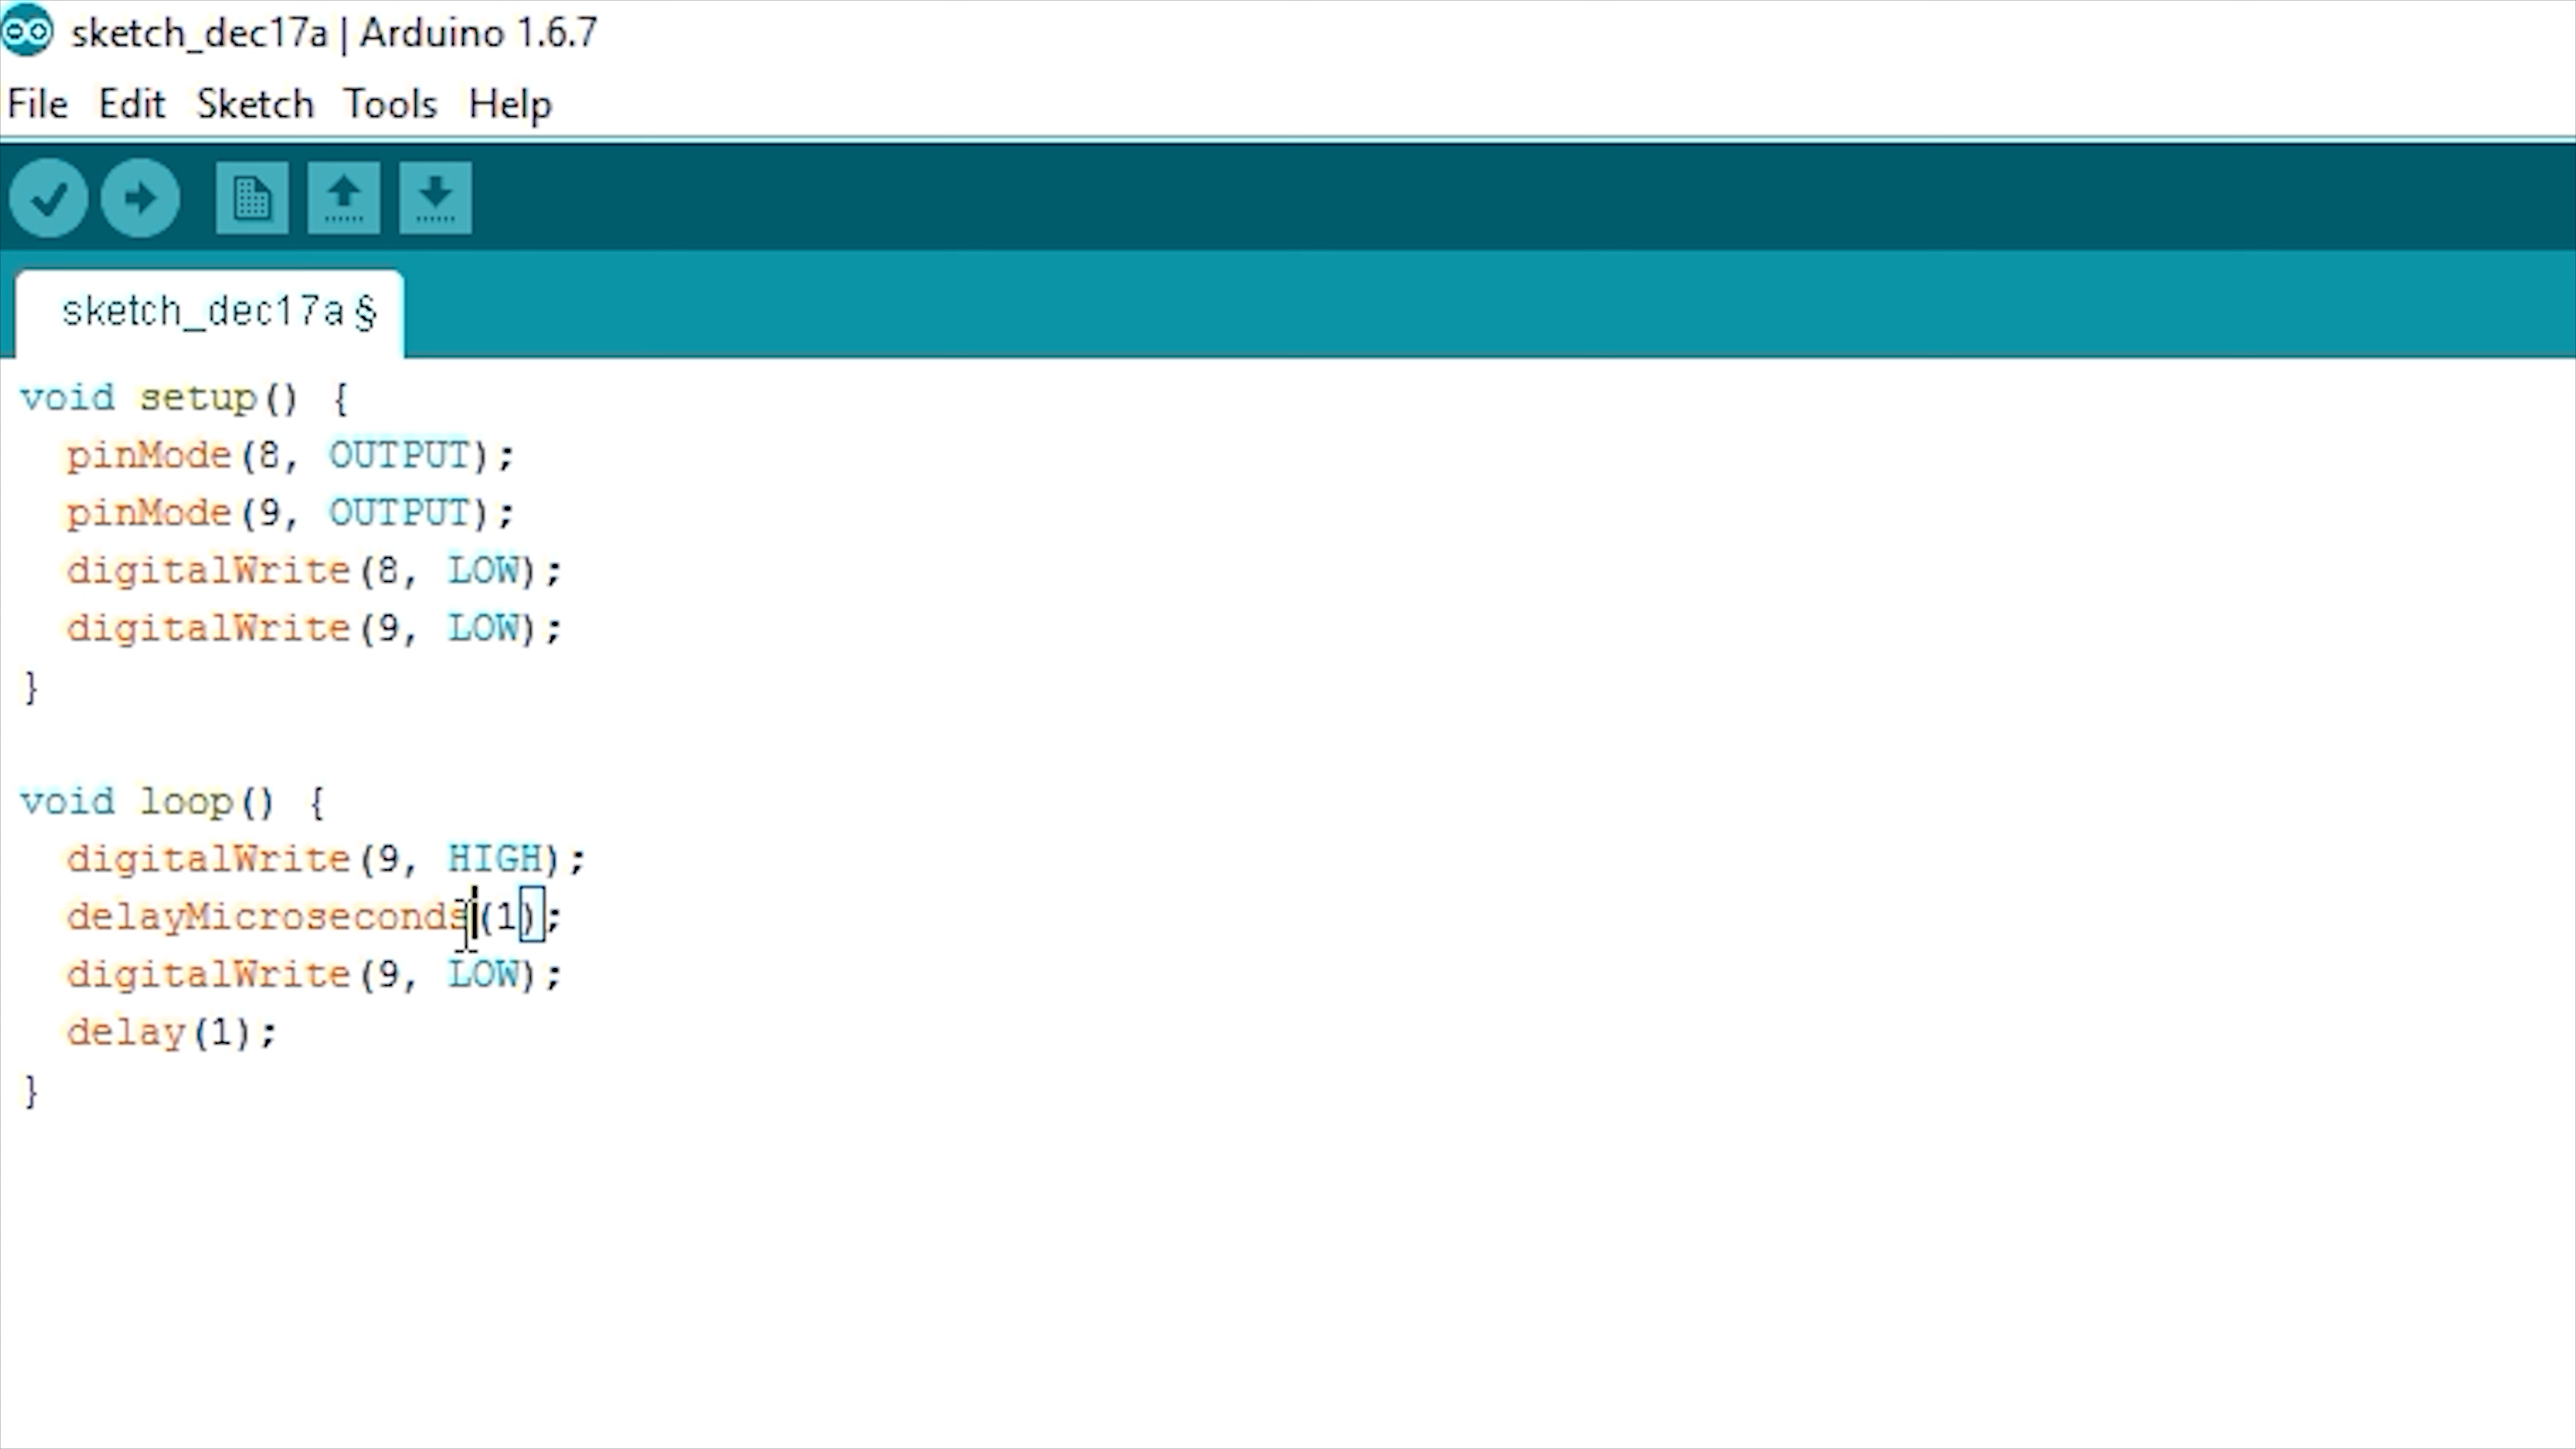 sketch_dec17a | Arduino 1.6.7
File Edit Sketch Tools Help
sketch_dec17a §
void setup() {
  pinMode(8, OUTPUT);
  pinMode(9, OUTPUT);
  digitalWrite(8, LOW);
  digitalWrite(9, LOW);
}
void loop() {
  digitalWrite(9, HIGH);
  delayMicroseconds(1);
  digitalWrite(9, LOW);
  delay(1);
}